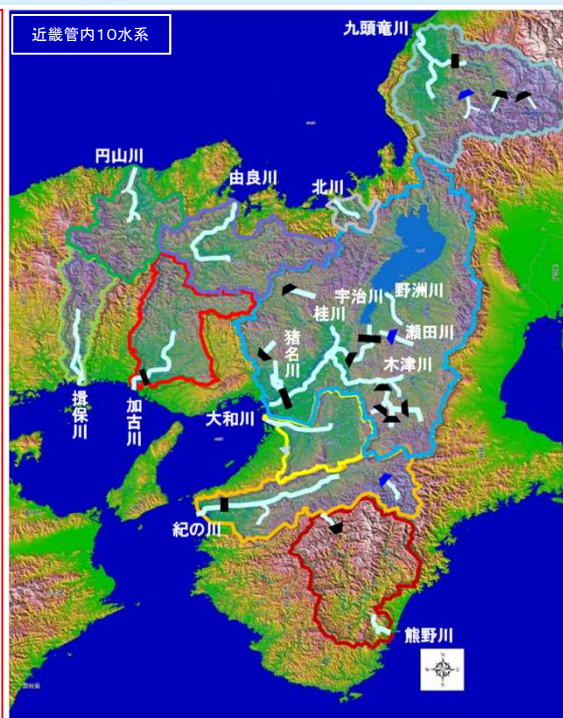 近畿管内10水系
九頭竜川
円山川
由良川
北川
宇治川
野洲川
桂川
猪名川
瀬田川
木津川
大和川
揖保川
加古川
紀の川
熊野川